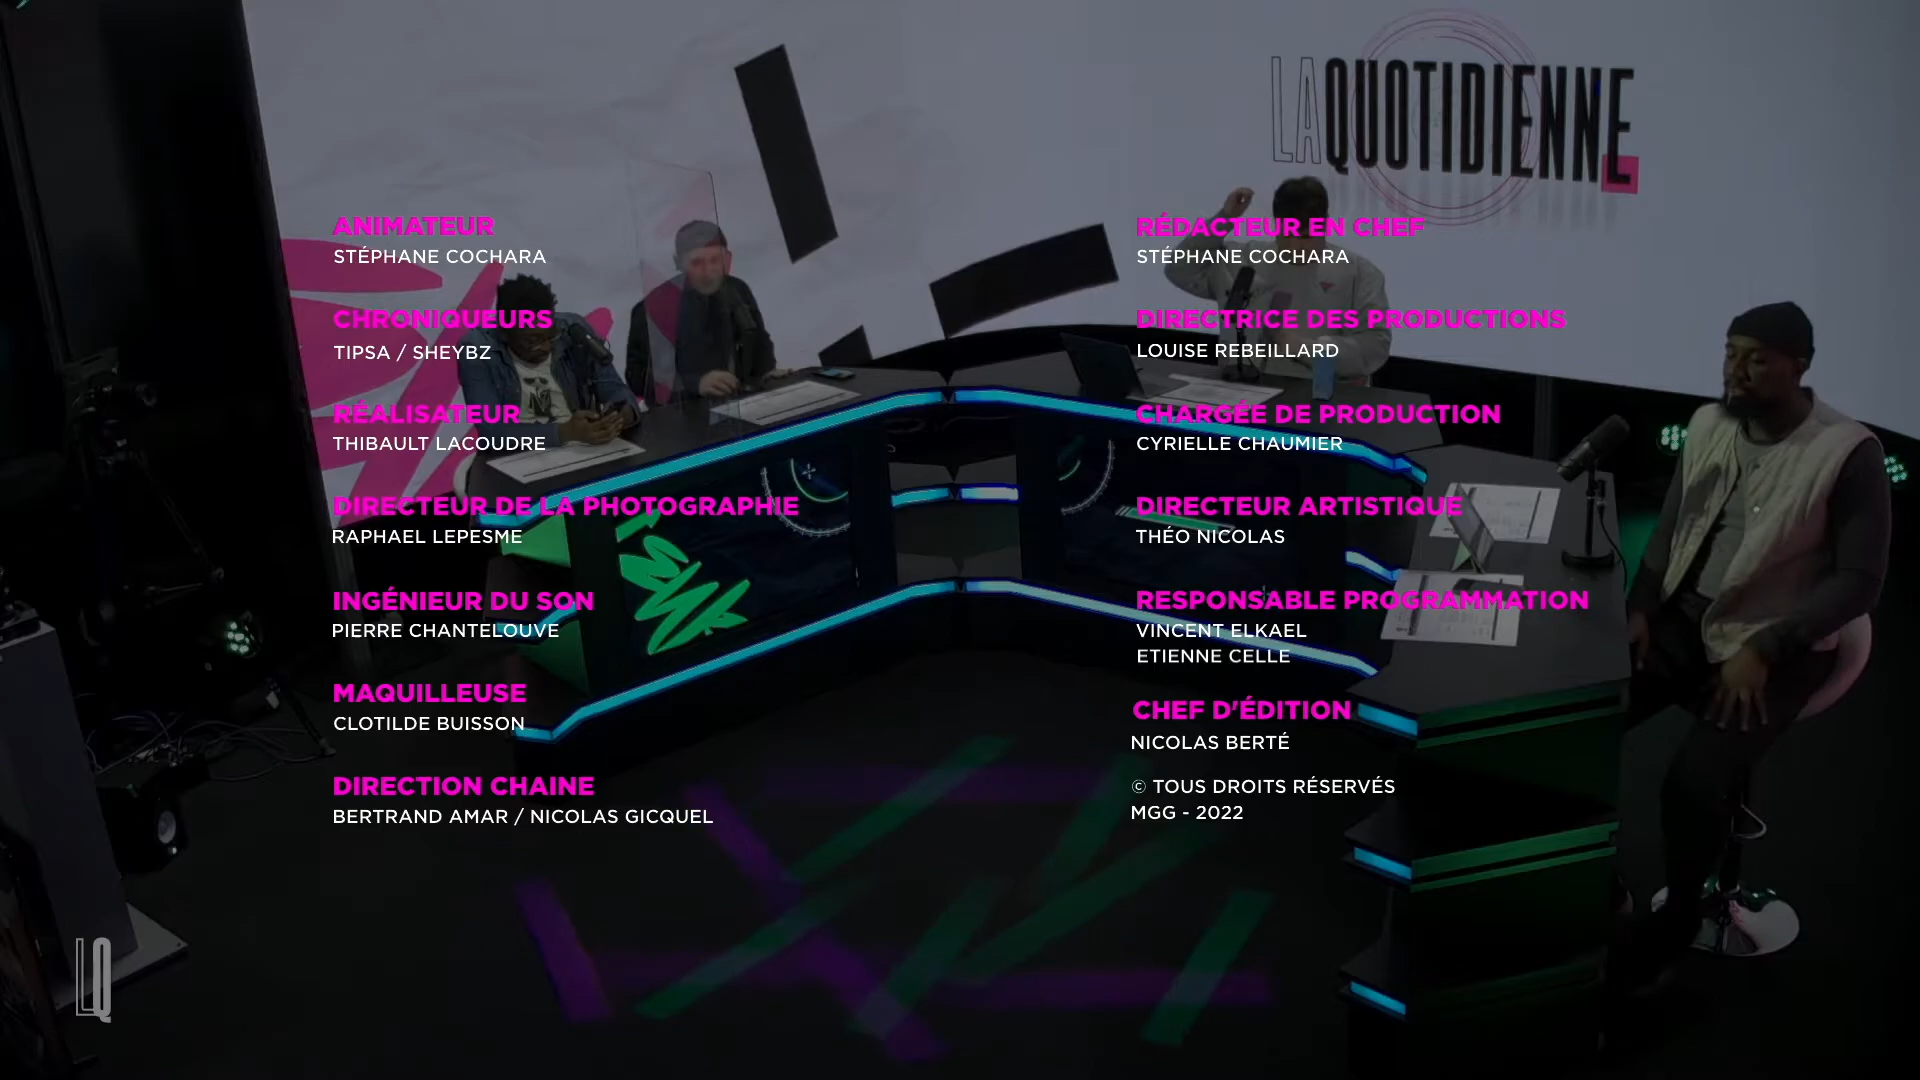 LAQUOTIDIENNE
ANIMATEUR
STÉPHANE COCHARA
CHRONIQUEURS
TIPSA / SHEYBZ
RÉALISATEUR
THIBAULT LACOUDRE
DIRECTEUR DE LA PHOTOGRAPHIE
RAPHAEL LEPESME
INGÉNIEUR DU SON
PIERRE CHANTELOUVE
MAQUILLEUSE
CLOTILDE BUISSON
DIRECTION CHAINE
BERTRAND AMAR / NICOLAS GICQUEL
RÉDACTEUR EN CHEF
STÉPHANE COCHARA
DIRECTRICE DES PRODUCTIONS
LOUISE REBEILLARD
CHARGÉE DE PRODUCTION
CYRIELLE CHAUMIER
DIRECTEUR ARTISTIQUE
THÉO NICOLAS
RESPONSABLE PROGRAMMATION
VINCENT ELKAEL
ETIENNE CELLE
CHEF D'ÉDITION
NICOLAS BERTÉ
© TOUS DROITS RÉSERVÉS
MGG - 2022
LQ